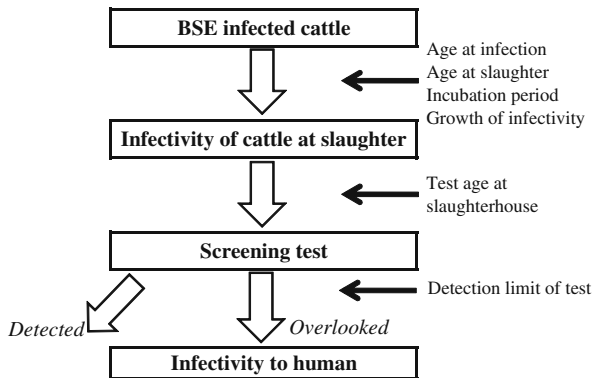 BSE infected cattle
Age at infection
Age at slaughter
Incubation period
Growth of infectivity
Infectivity of cattle at slaughter
Test age at
slaughterhouse
Screening test
Detection limit of test
Detected
Overlooked
Infectivity to human